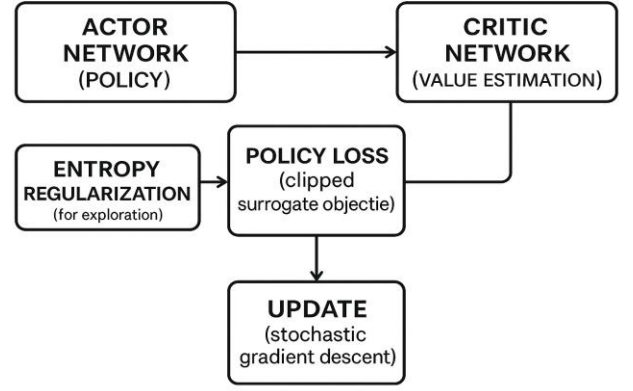 ACTOR
NETWORK
(POLICY)
CRITIC
NETWORK
(VALUE ESTIMATION)
ENTROPY
REGULARIZATION
(for exploration)
POLICY LOSS
(clipped
surrogate objectie)
UPDATE
(stochastic
gradient descent)